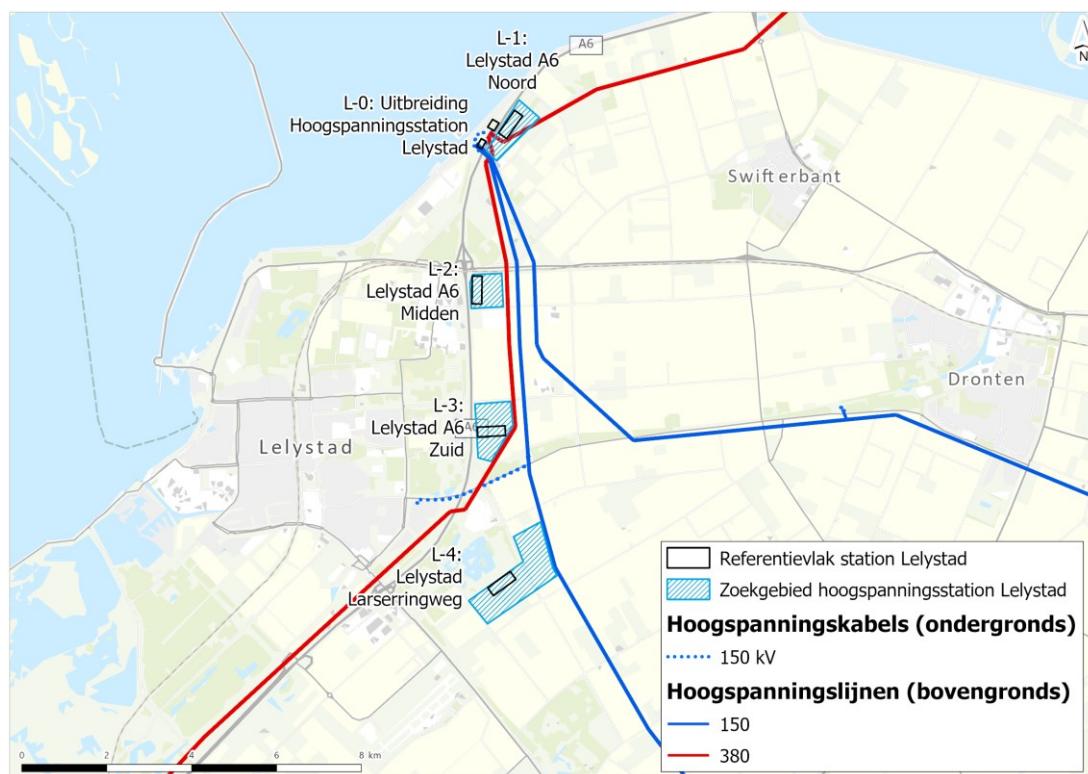 L-1:
Lelystad A6
Noord
A6
N
L-0: Uitbreiding
Hoogspanningsstation
Lelystad
Swifterbant
L-2:
Lelystad A6
Midden
Dronten
L-3:
Lelystad A6
Zuid
A6
Lelystad
L-4:
Lelystad
Larserringweg
Referentievlak station Lelystad
Zoekgebied hoogspanningsstation Lelystad
Hoogspanningskabels (ondergronds)
150 kV
Hoogspanningslijnen (bovengronds)
150
380
0 2 4 6 8 km